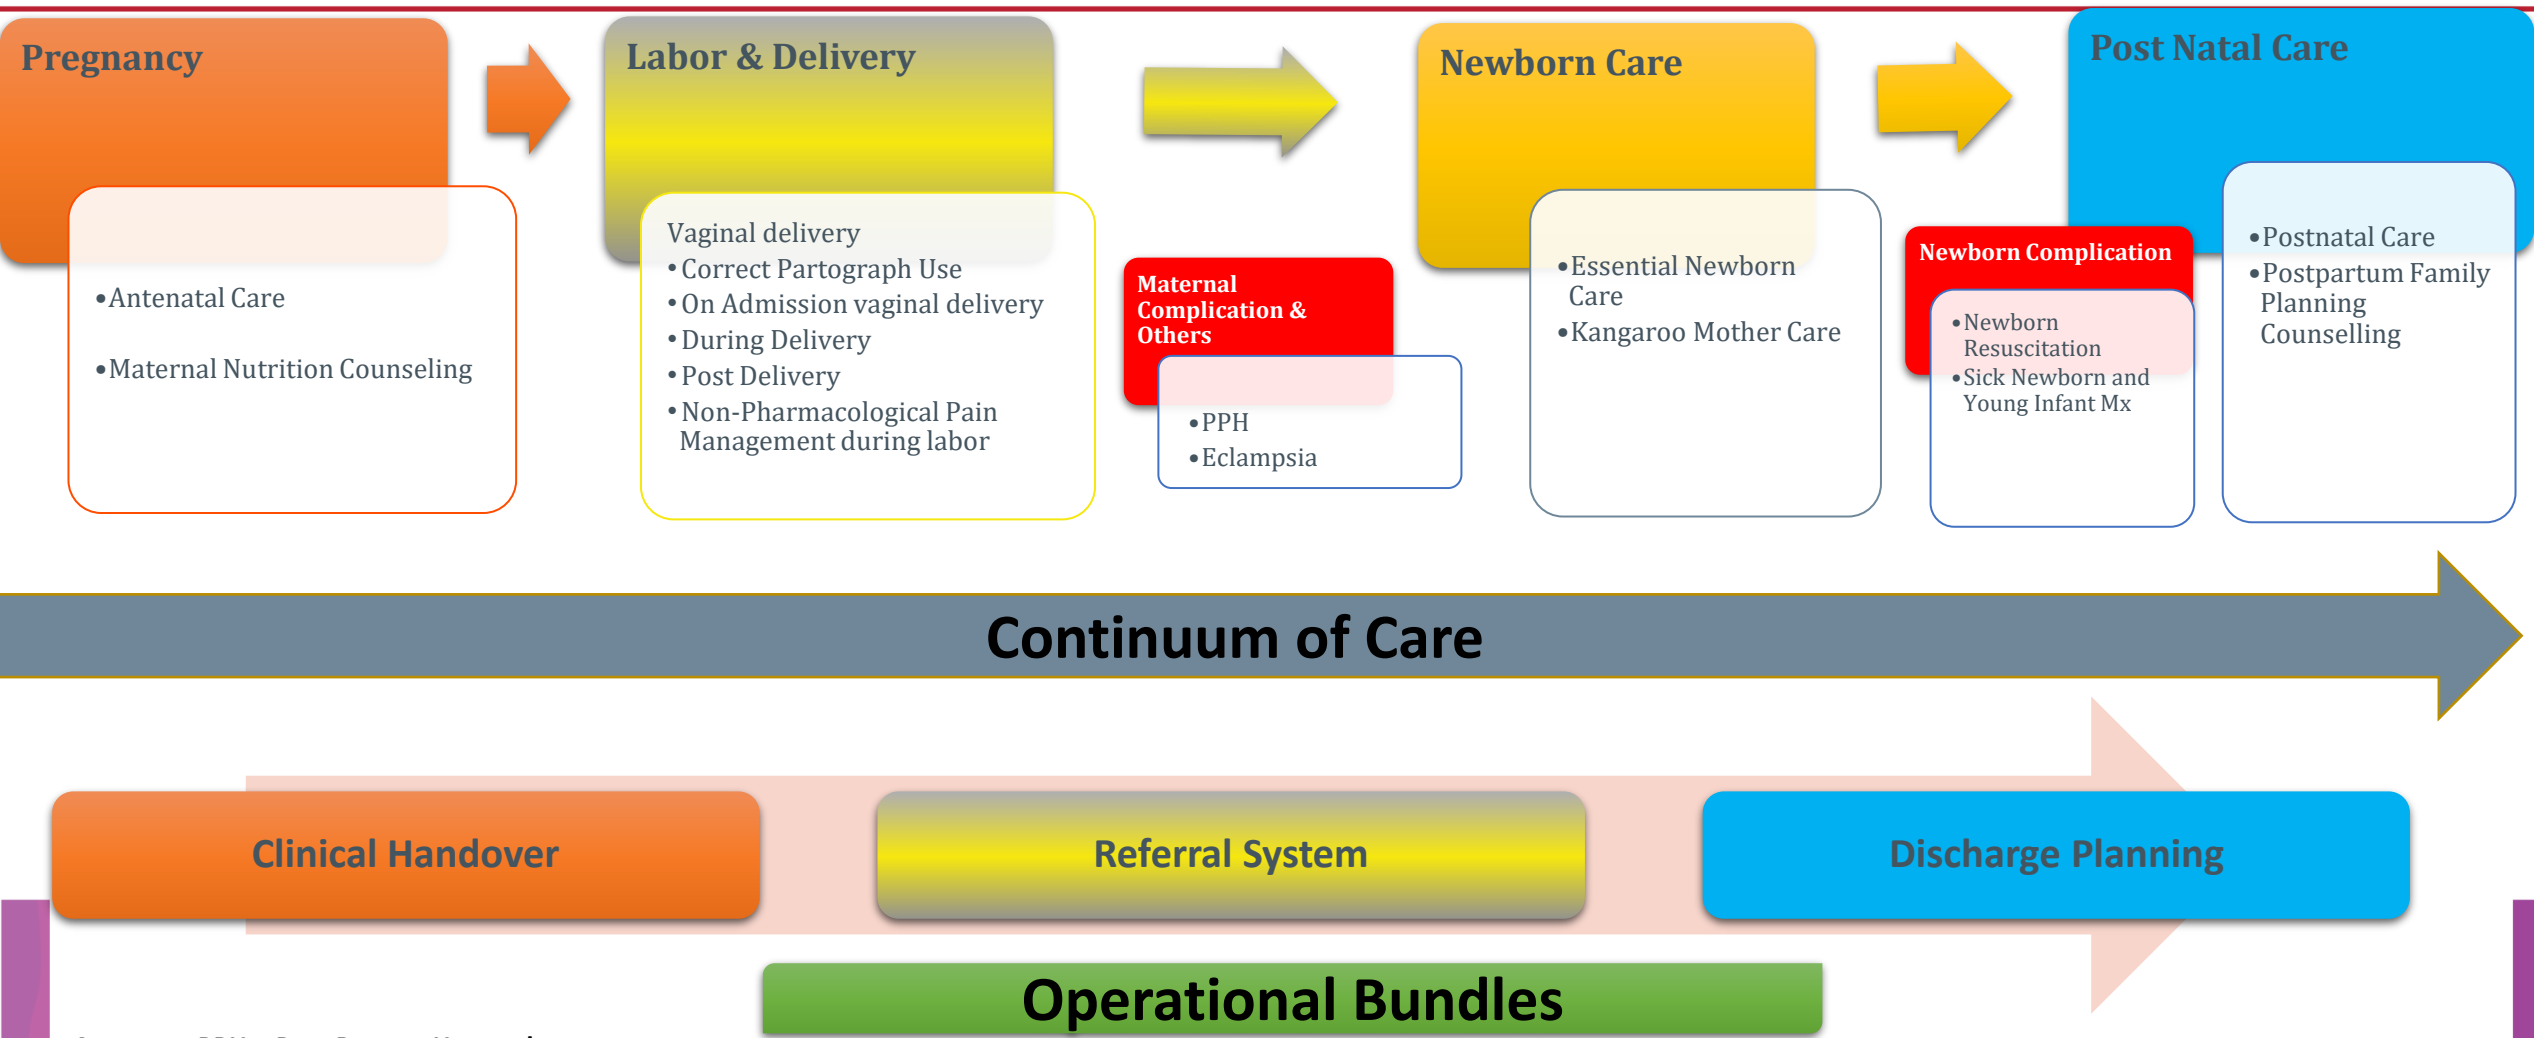 Pregnancy
•Antenatal Care
•Maternal Nutrition Counseling
Labor & Delivery
Vaginal delivery
•Correct Partograph Use
•On Admission vaginal delivery
•During Delivery
•Post Delivery
•Non-Pharmacological Pain
Management during labor
Maternal
Complication &
Others
•PPH
•Eclampsia
Newborn Care
•Essential Newborn
Care
•Kangaroo Mother Care
Newborn Complication
•Newborn
Resuscitation
•Sick Newborn and
Young Infant Mx
Post Natal Care
•Postnatal Care
•Postpartum Family
Planning
Counselling
Continuum of Care
Clinical Handover
Referral System
Discharge Planning
Operational Bundles